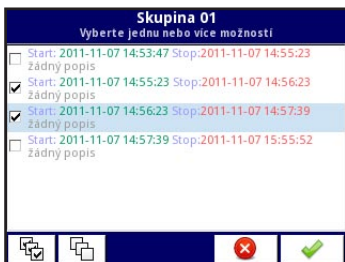 Skupina 01
Vyberte jednu nebo více možností
Start: 2011-11-07 14:53:47 Stop:2011-11-07 14:55:23
žádný popis
Start: 2011-11-07 14:55:23 Stop:2011-11-07 14:56:23
žádný popis
Start: 2011-11-07 14:56:23 Stop:2011-11-07 14:57:39
žádný popis
Start: 2011-11-07 14:57:39 Stop:2011-11-07 15:55:52
žádný popis